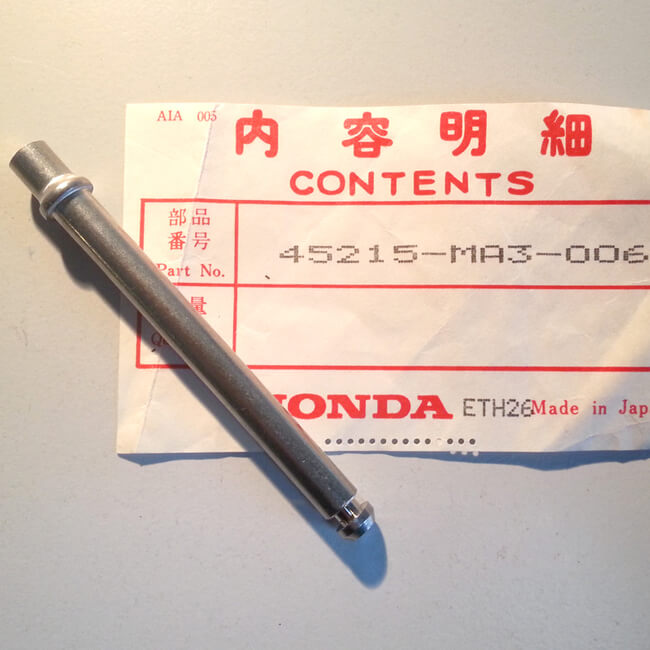 AIA 005
内容明細
CONTENTS
部品
番号
Part No.
45215-MA3-006
量
HONDA ETH26 Made in Jap